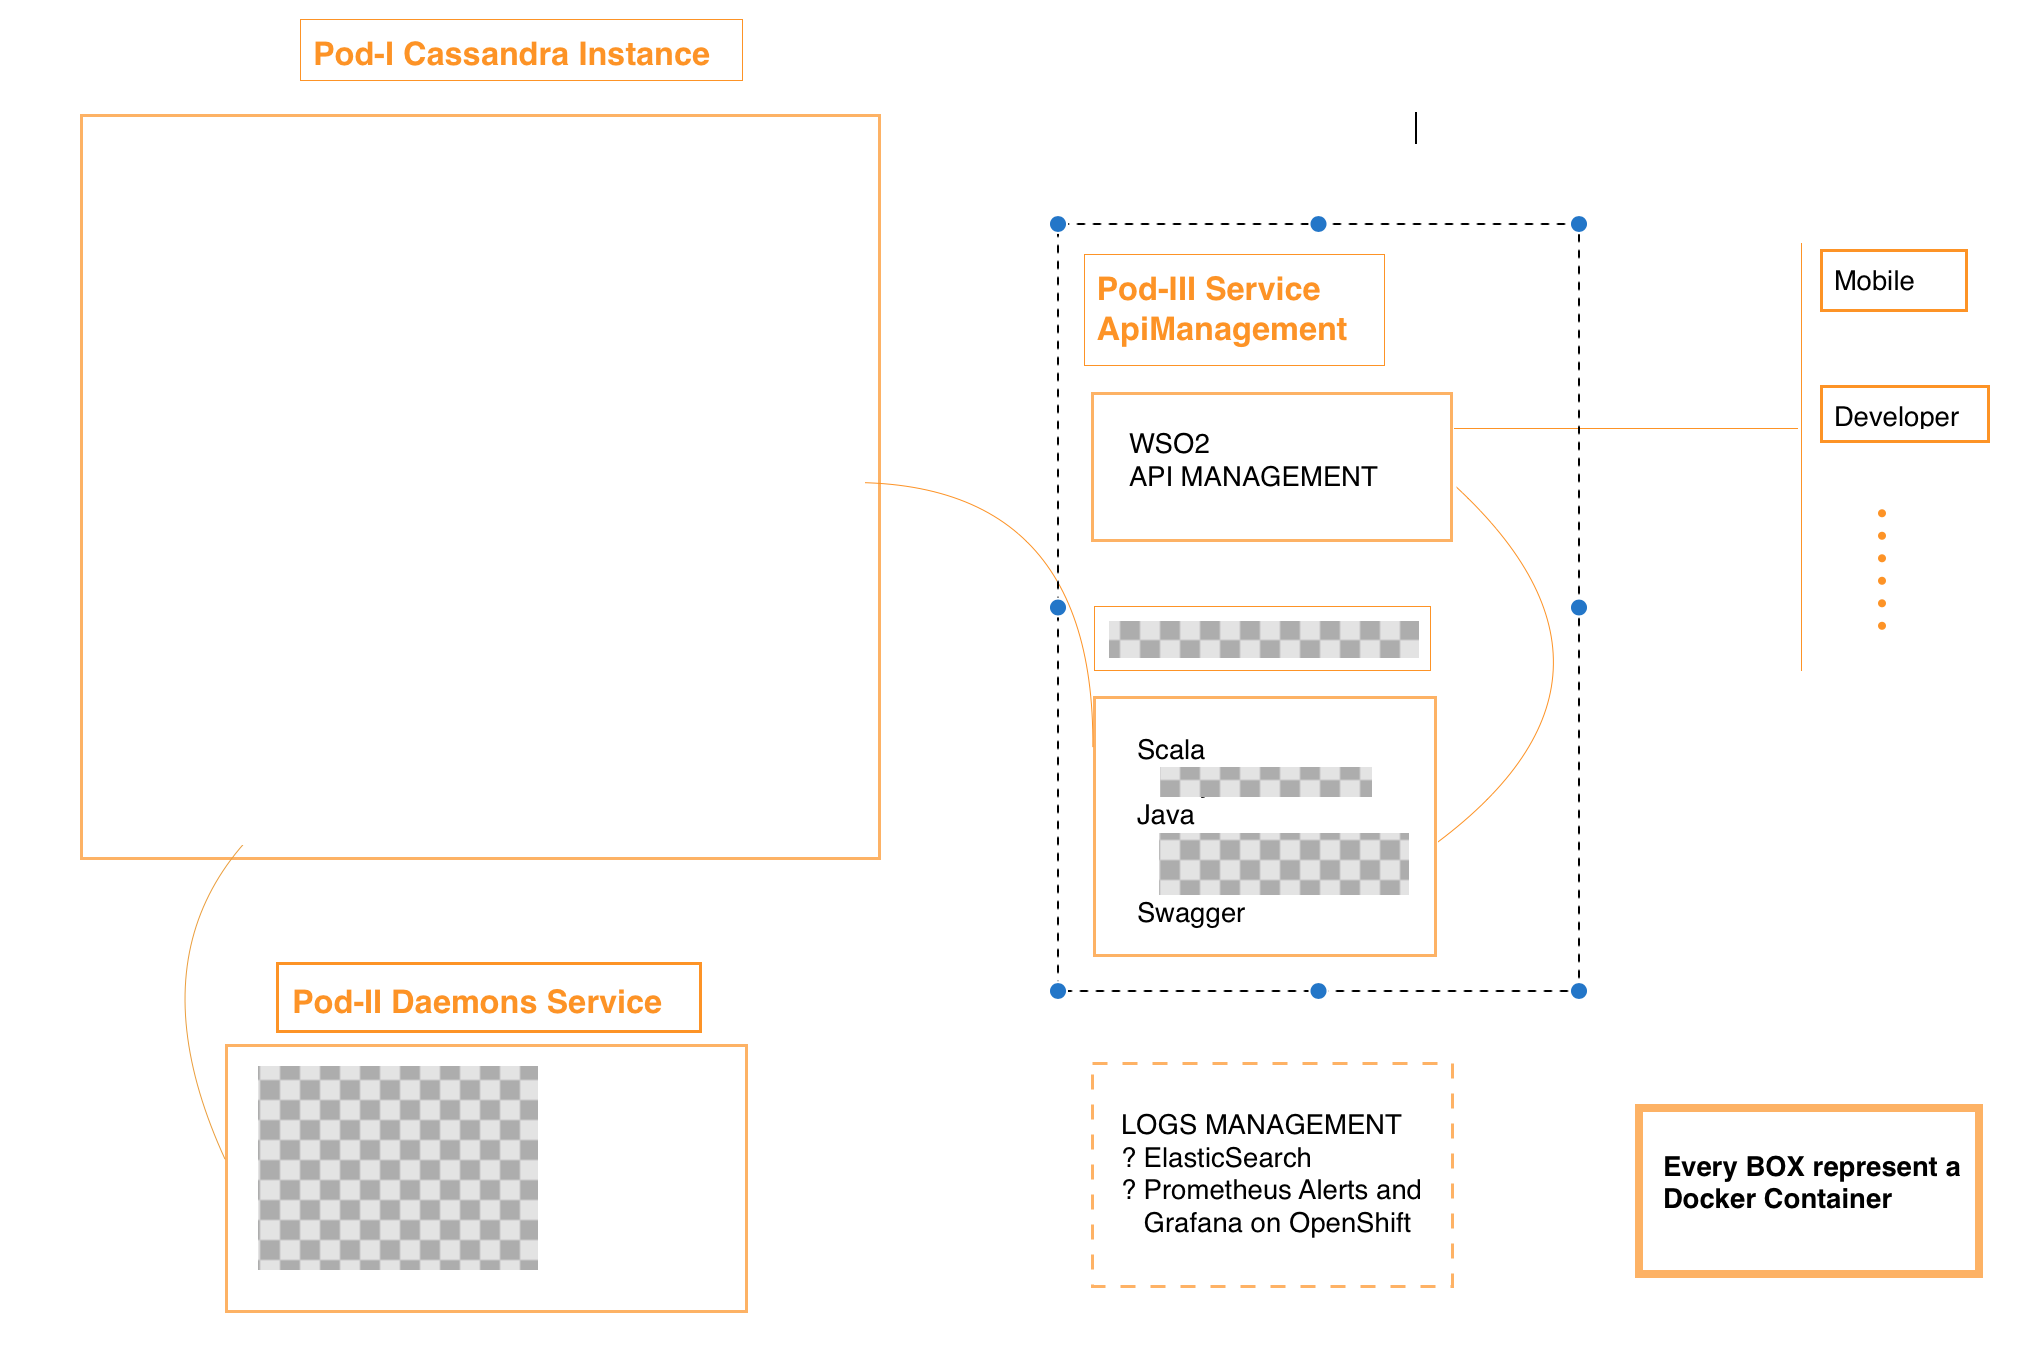 Pod-I Cassandra Instance
Pod-III Service
ApiManagement
WSO2
API MANAGEMENT
Scala
Java
Swagger
Mobile
Developer
Pod-II Daemons Service
LOGS MANAGEMENT
? ElasticSearch
? Prometheus Alerts and
Grafana on OpenShift
Every BOX represent a
Docker Container